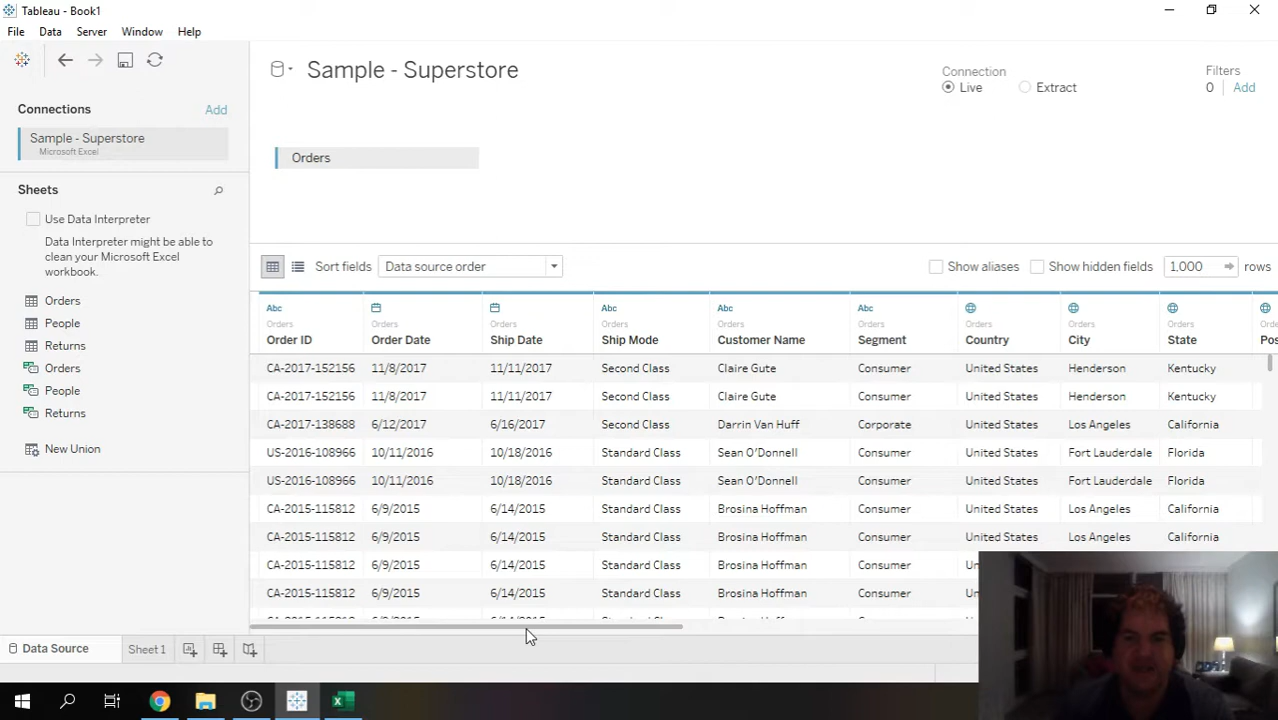 Tableau - Book1
File Data Server Window Help
Sample - Superstore
Connection
Live Extract
Filters
0 Add
Connections Add
Sample - Superstore
Microsoft Excel
Orders
Sheets
Use Data Interpreter
Data Interpreter might be able to
clean your Microsoft Excel
workbook.
Orders
People
Returns
Orders
People
Returns
New Union
Sort fields Data source order Show aliases Show hidden fields 1,000 rows
Abc Abc Abc Abc
Orders Orders Orders Orders Orders Orders Orders Orders Orders Orders
Order ID Order Date Ship Date Ship Mode Customer Name Segment Country City State Pos
CA-2017-152156 11/8/2017 11/11/2017 Second Class Claire Gute Consumer United States Henderson Kentucky
CA-2017-152156 11/8/2017 11/11/2017 Second Class Claire Gute Consumer United States Henderson Kentucky
CA-2017-138688 6/12/2017 6/16/2017 Second Class Darrin Van Huff Corporate United States Los Angeles California
US-2016-108966 10/11/2016 10/18/2016 Standard Class Sean O'Donnell Consumer United States Fort Lauderdale Florida
US-2016-108966 10/11/2016 10/18/2016 Standard Class Sean O'Donnell Consumer United States Fort Lauderdale Florida
CA-2015-115812 6/9/2015 6/14/2015 Standard Class Brosina Hoffman Consumer United States Los Angeles California
CA-2015-115812 6/9/2015 6/14/2015 Standard Class Brosina Hoffman Consumer United States Los Angeles California
CA-2015-115812 6/9/2015 6/14/2015 Standard Class Brosina Hoffman Consumer Un
CA-2015-115812 6/9/2015 6/14/2015 Standard Class Brosina Hoffman Consumer Un
Data Source Sheet 1